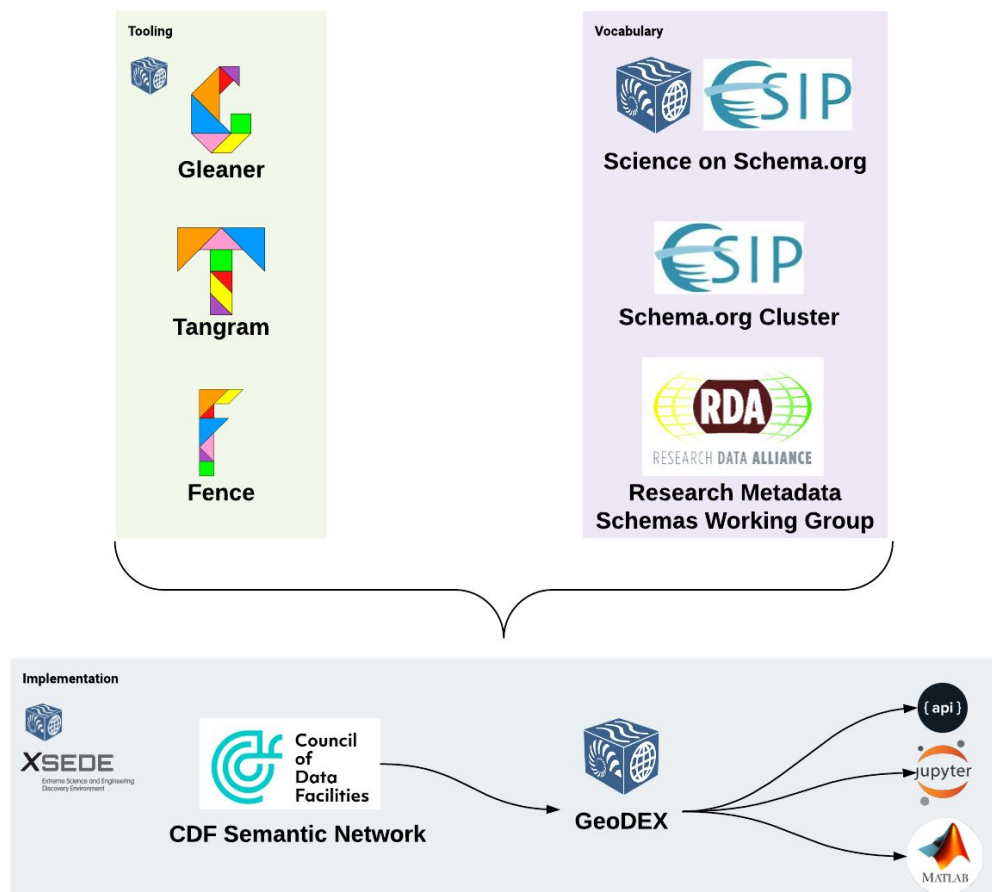 Tooling
Gleaner
Tangram
Fence
Vocabulary
ESIP
Science on Schema.org
ESIP
Schema.org Cluster
RDA
RESEARCH DATA ALLIANCE
Research Metadata
Schemas Working Group
Implementation
XSEDE
Extreme Science and Engineering
Discovery Environment
Council
of
Data
Facilities
CDF Semantic Network
GeoDEX
{ api }
jupyter
MATLAB